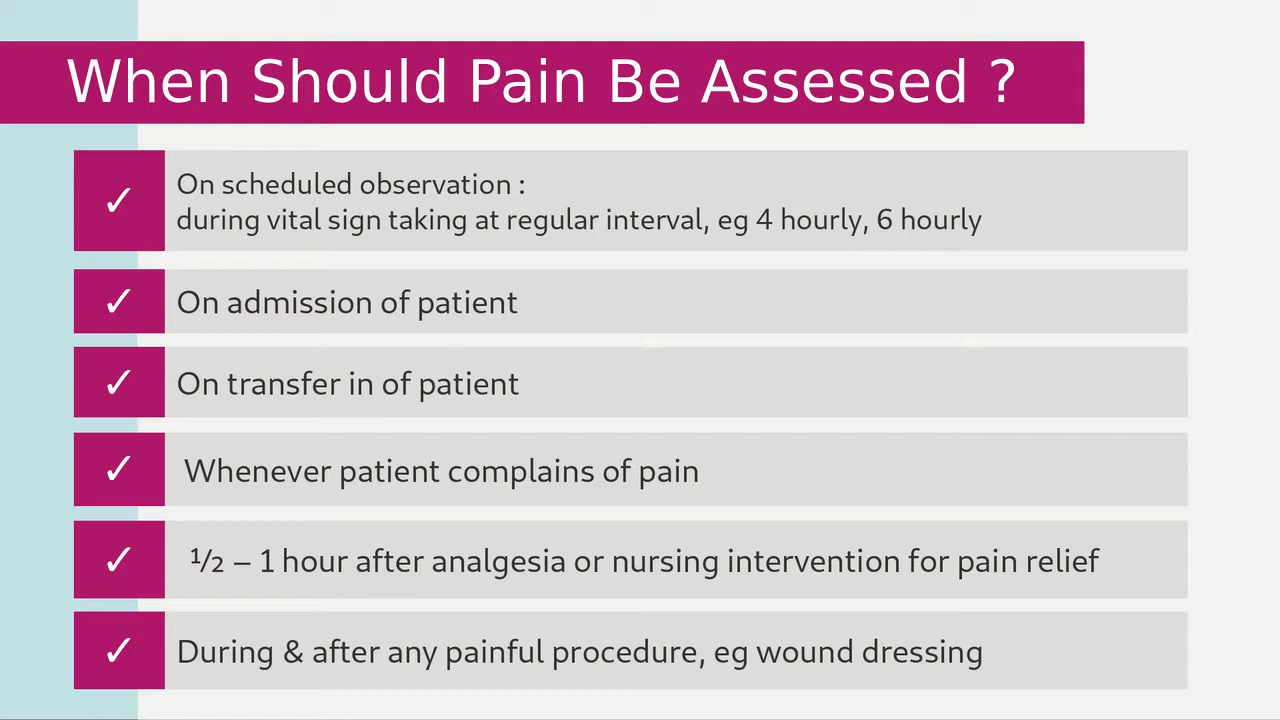 When Should Pain Be Assessed ?
✓ On scheduled observation :
during vital sign taking at regular interval, eg 4 hourly, 6 hourly
✓ On admission of patient
✓ On transfer in of patient
✓ Whenever patient complains of pain
✓ ½ – 1 hour after analgesia or nursing intervention for pain relief
✓ During & after any painful procedure, eg wound dressing